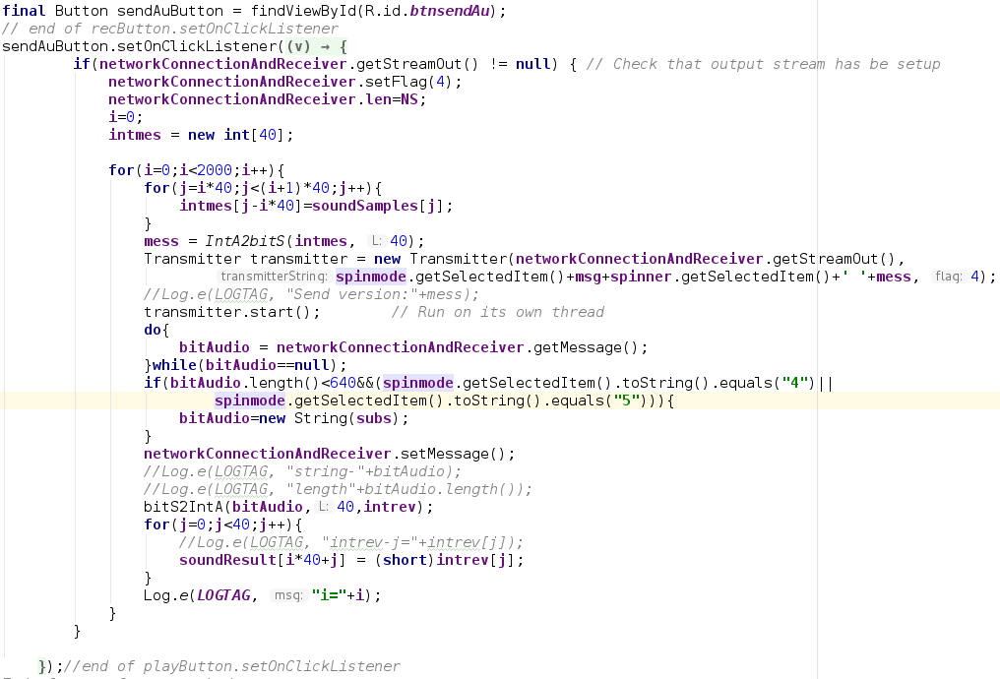 final Button sendAuButton = findViewById(R.id.btnsendAu);
// end of recButton.setOnClickListener
sendAuButton.setOnClickListener((v) → {
if(networkConnectionAndReceiver.getStreamOut() != null) { // Check that output stream has be setup
networkConnectionAndReceiver.setFlag(4);
networkConnectionAndReceiver.len=NS;
i=0;
intmes = new int[40];
for(i=0;i<2000;i++){
for(j=i*40;j<(i+1)*40;j++){
intmes[j-i*40]=soundSamples[j];
}
mess = IntA2bitS(intmes, L: 40);
Transmitter transmitter = new Transmitter(networkConnectionAndReceiver.getStreamOut(),
transmitterString: spinmode.getSelectedItem()+msg+spinner.getSelectedItem()+' '+mess, flag: 4);
//Log.e(LOGTAG, "Send version:"+mess);
transmitter.start(); // Run on its own thread
do{
bitAudio = networkConnectionAndReceiver.getMessage();
}while(bitAudio==null);
if(bitAudio.length()<640&&(spinmode.getSelectedItem().toString().equals("4")||
spinmode.getSelectedItem().toString().equals("5"))){
bitAudio=new String(subs);
}
networkConnectionAndReceiver.setMessage();
//Log.e(LOGTAG, "string-"+bitAudio);
//Log.e(LOGTAG, "length"+bitAudio.length());
bitS2IntA(bitAudio, L: 40,intrev);
for(j=0;j<40;j++){
//Log.e(LOGTAG, "intrev-j="+intrev[j]);
soundResult[i*40+j] = (short)intrev[j];
}
Log.e(LOGTAG, msg: "i="+i);
}
}
});//end of playButton.setOnClickListener